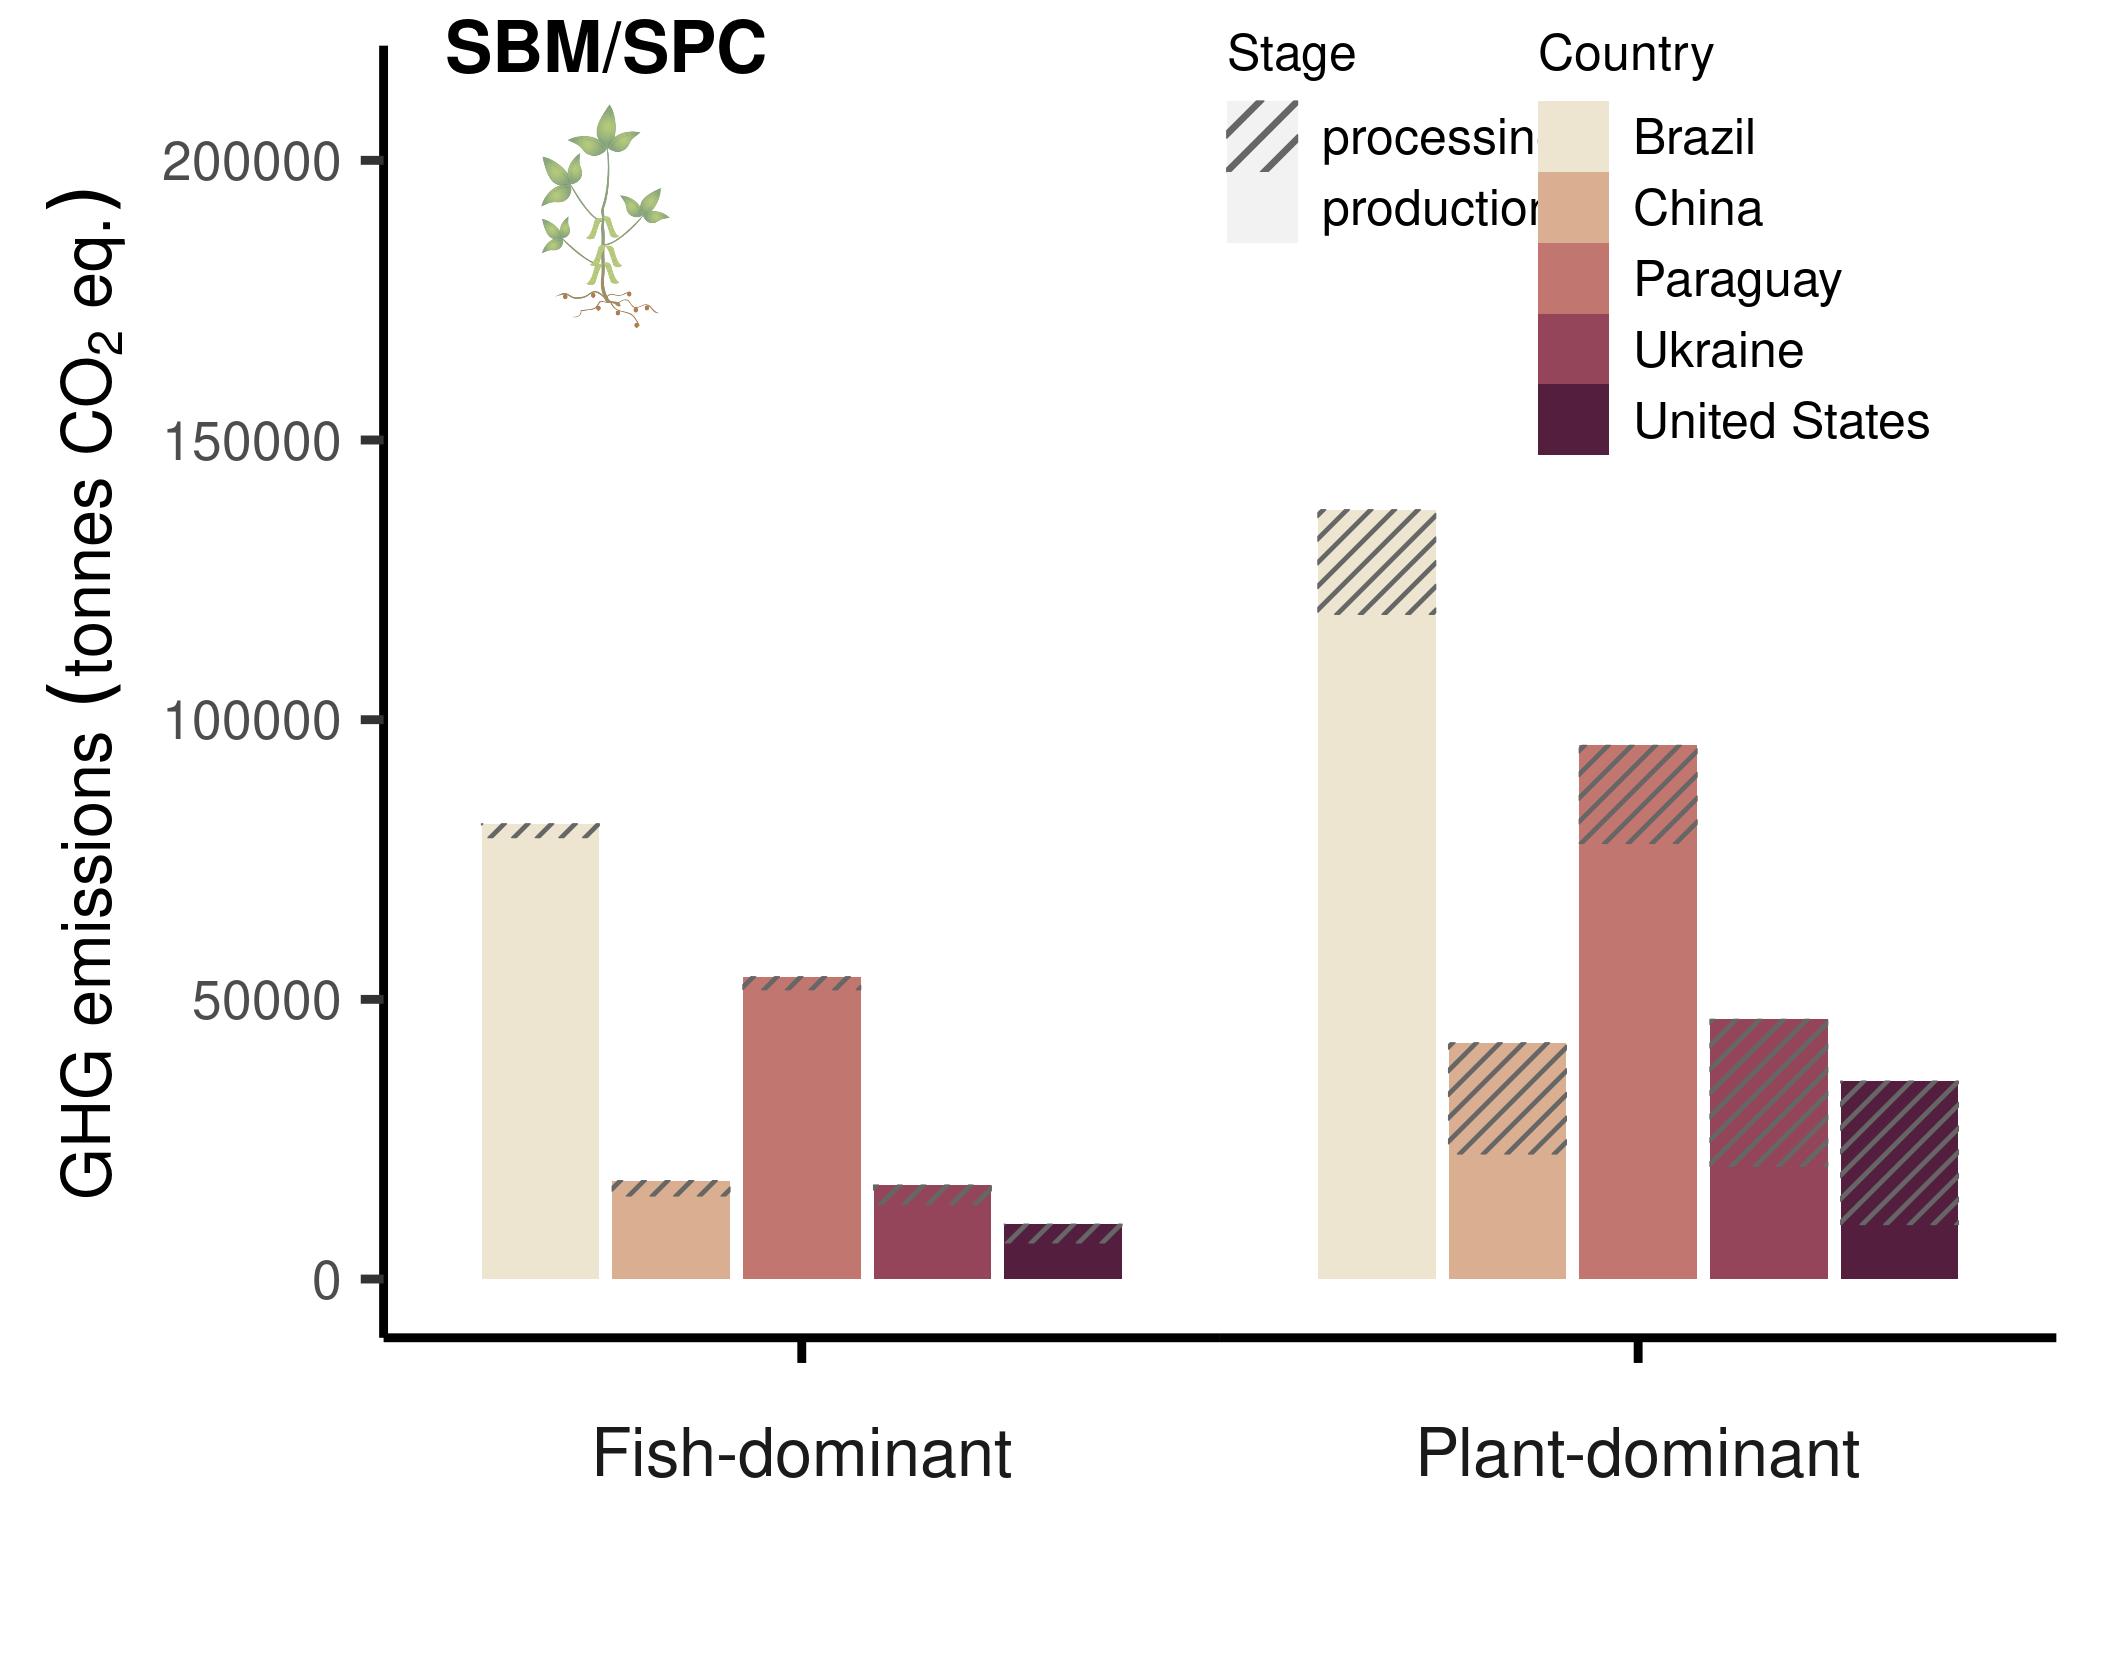 SBM/SPC
Stage
processin
production
Country
Brazil
China
Paraguay
Ukraine
United States
GHG emissions (tonnes CO₂ eq.)
200000
150000
100000
50000
0
Fish-dominant
Plant-dominant